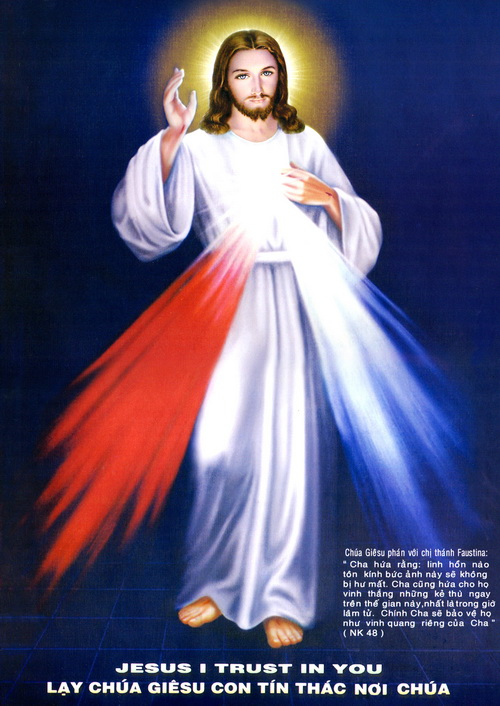 Chúa Giêsu phán với chị thánh Faustina:
" Cha hứa rằng: linh hồn nào
tôn kính bức ảnh này sẽ không
bị hư mất. Cha cũng hứa cho họ
vinh thắng những kẻ thù ngay
trên thế gian này,nhất là trong giờ
lâm tử. Chính Cha sẽ bảo vệ họ
như vinh quang riêng của Cha "
( NK 48 )
JESUS I TRUST IN YOU
LẠY CHÚA GIÊSU CON TÍN THÁC NƠI CHÚA